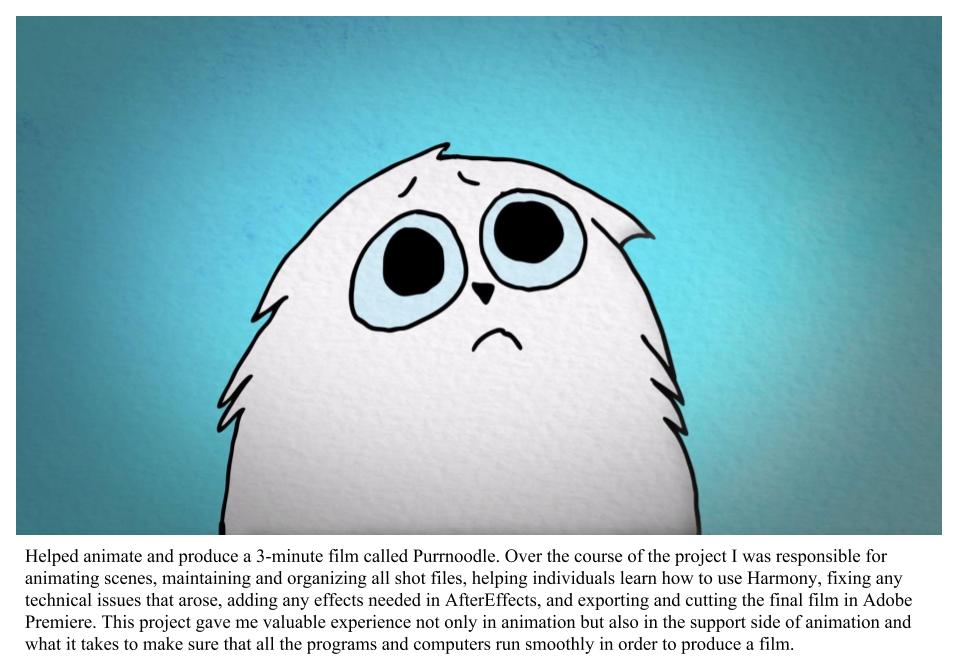 Helped animate and produce a 3-minute film called Purrnoodle. Over the course of the project I was responsible for
animating scenes, maintaining and organizing all shot files, helping individuals learn how to use Harmony, fixing any
technical issues that arose, adding any effects needed in AfterEffects, and exporting and cutting the final film in Adobe
Premiere. This project gave me valuable experience not only in animation but also in the support side of animation and
what it takes to make sure that all the programs and computers run smoothly in order to produce a film.